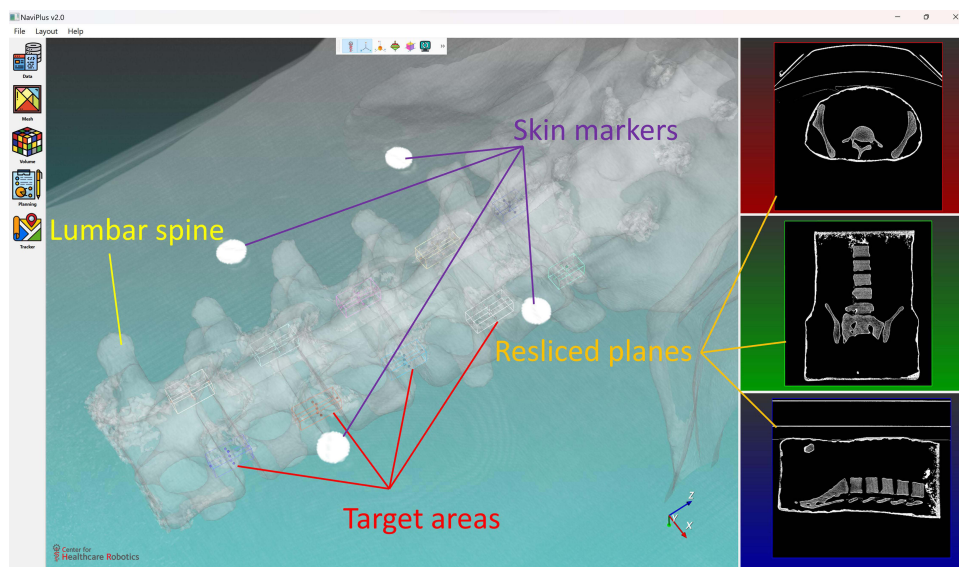 NaviPlus v2.0
File Layout Help
Data
Mesh
Volume
Planning
Tracker
Skin markers
Lumbar spine
Resliced planes
Target areas
Z
Y
X
Center for
Healthcare Robotics